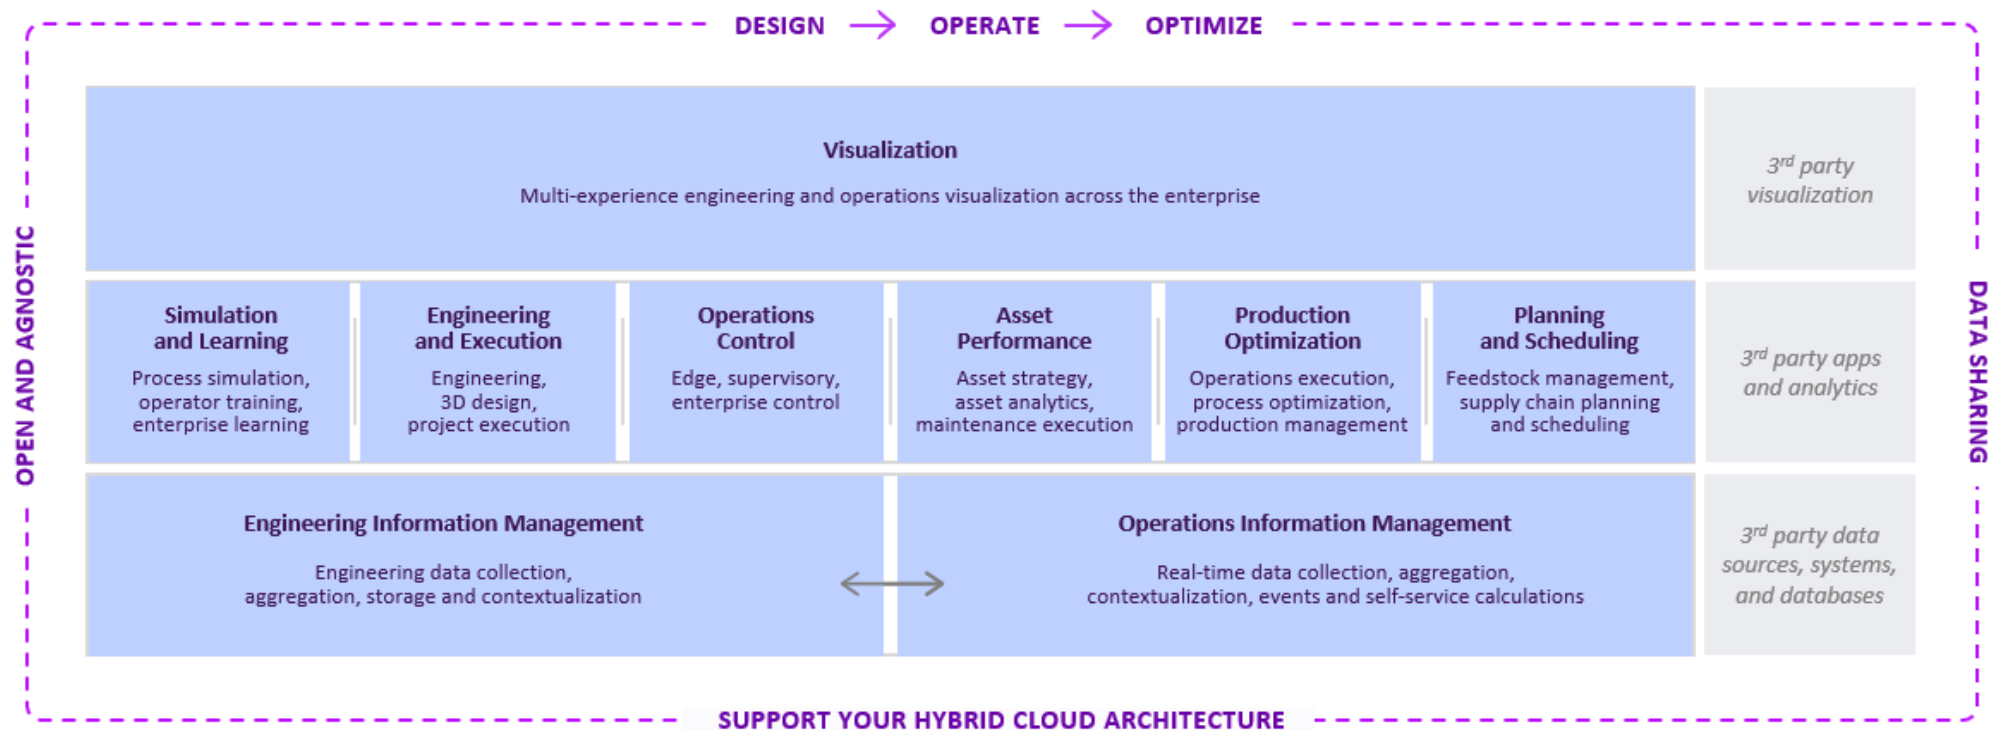 DESIGN → OPERATE → OPTIMIZE
OPEN AND AGNOSTIC
Visualization
Multi-experience engineering and operations visualization across the enterprise
3rd party
visualization
Simulation
and Learning
Process simulation,
operator training,
enterprise learning
Engineering
and Execution
Engineering,
3D design,
project execution
Operations
Control
Edge, supervisory,
enterprise control
Asset
Performance
Asset strategy,
asset analytics,
maintenance execution
Production
Optimization
Operations execution,
process optimization,
production management
Planning
and Scheduling
Feedstock management,
supply chain planning
and scheduling
3rd party apps
and analytics
Engineering Information Management
Engineering data collection,
aggregation, storage and contextualization
Operations Information Management
Real-time data collection, aggregation,
contextualization, events and self-service calculations
3rd party data
sources, systems,
and databases
DATA SHARING
SUPPORT YOUR HYBRID CLOUD ARCHITECTURE